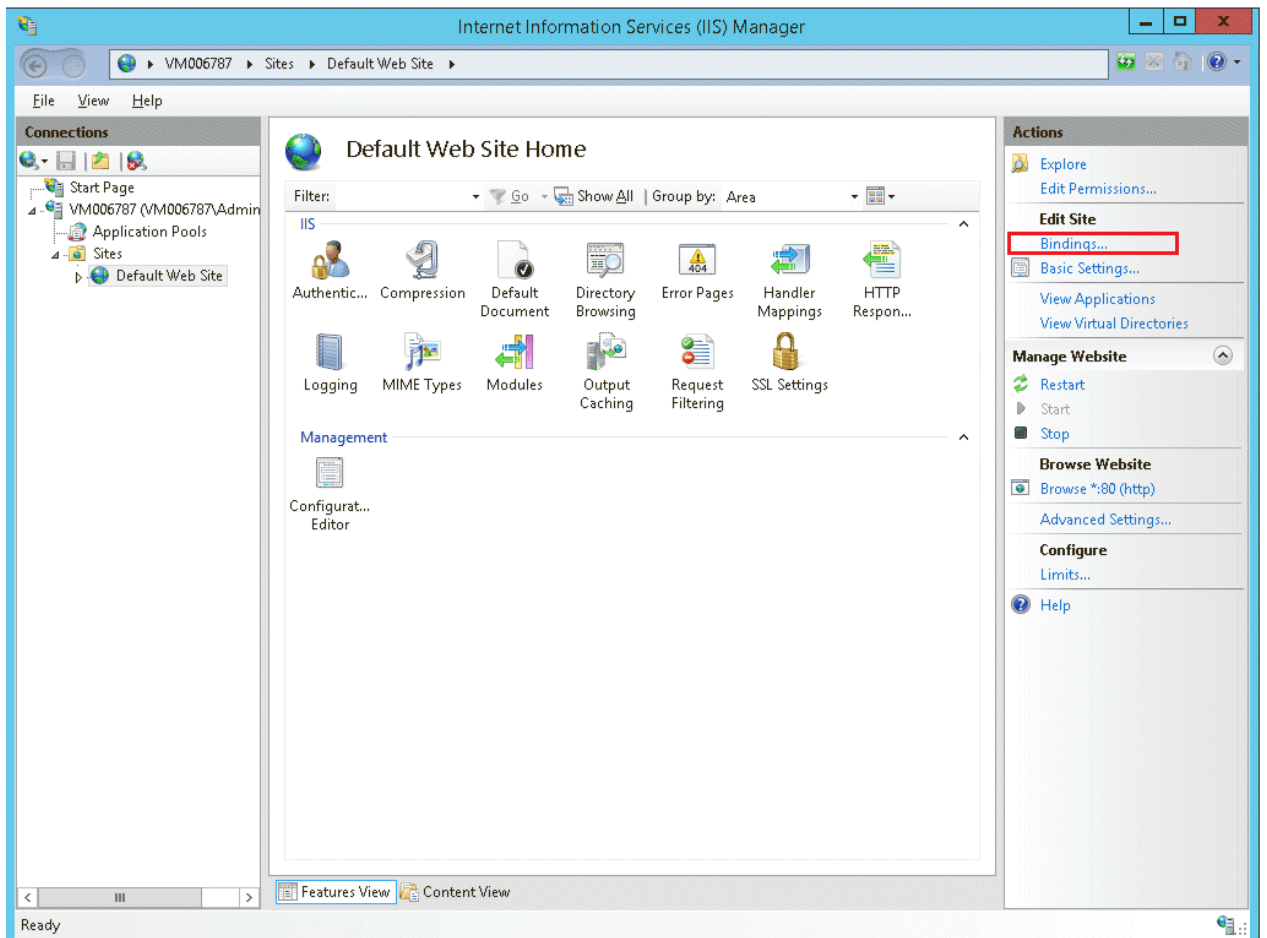 Internet Information Services (IIS) Manager
VM006787 Sites Default Web Site
File View Help
Connections
Start Page
VM006787 (VM006787\Admin
Application Pools
Sites
Default Web Site
Default Web Site Home
Filter: Go Show All Group by: Area
IIS
Authentic... Compression Default Document Directory Browsing Error Pages Handler Mappings HTTP Respon...
Logging MIME Types Modules Output Caching Request Filtering SSL Settings
Management
Configurat... Editor
Features View Content View
Actions
Explore
Edit Permissions...
Edit Site
Bindings...
Basic Settings...
View Applications
View Virtual Directories
Manage Website
Restart
Start
Stop
Browse Website
Browse *:80 (http)
Advanced Settings...
Configure
Limits...
Help
Ready